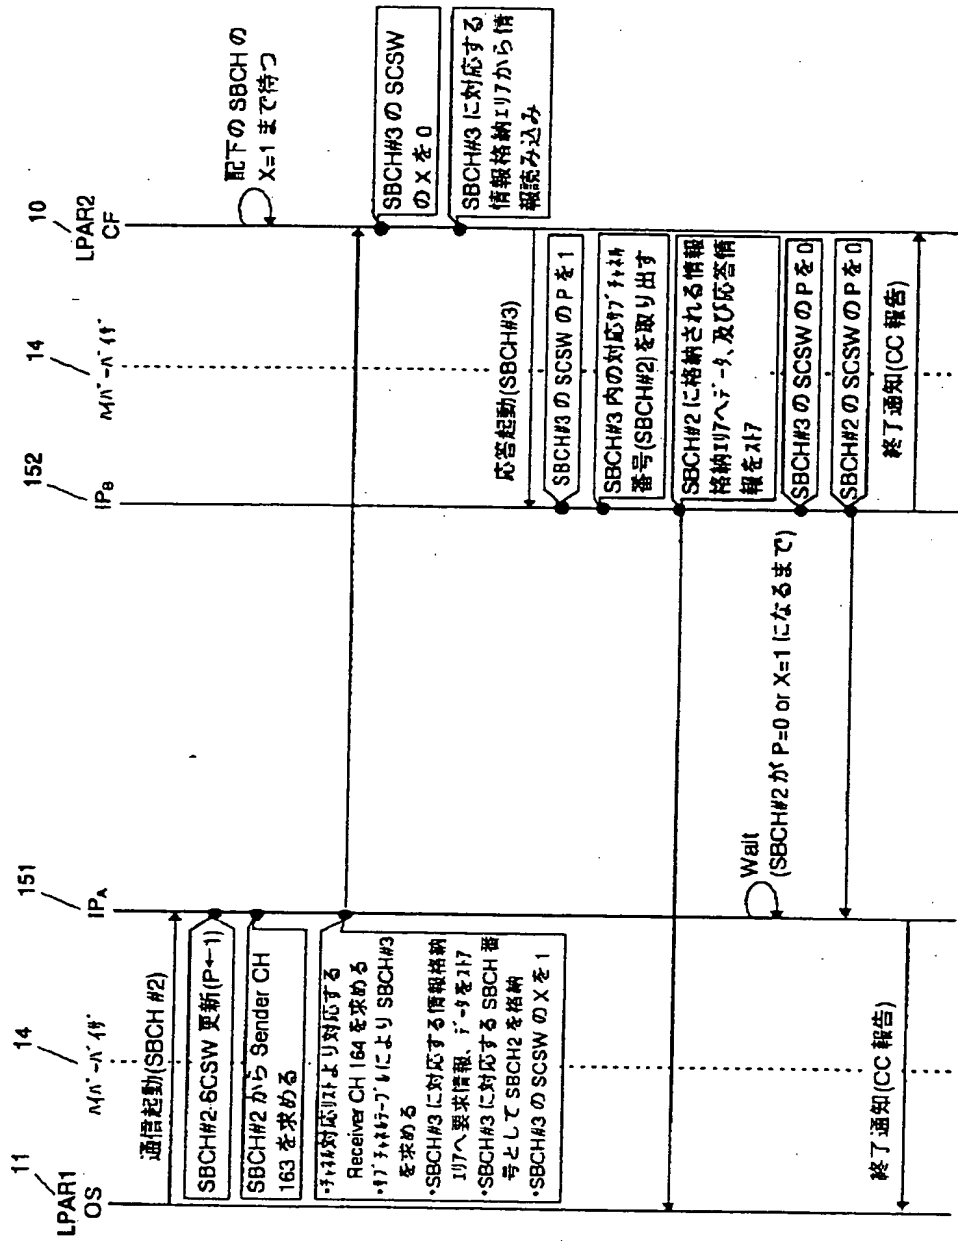 11
LPAR1
OS
14
ﾊｲﾊﾟｰﾊﾞｲｻﾞ
151
IPA
152
IPB
14
ﾊｲﾊﾟｰﾊﾞｲｻﾞ
10
LPAR2
CF
通信起動(SBCH #2)
SBCH#2·SCSW 更新(P←1)
SBCH#2 から Sender CH
163 を求める
・ﾁｬﾈﾙ対応ﾘｽﾄより対応する
Receiver CH 164 を求める
・ｻﾌﾞﾁｬﾈﾙﾃｰﾌﾞﾙにより SBCH#3
を求める
・SBCH#3 に対応する情報格納
ｴﾘｱへ要求情報、ﾃﾞｰﾀをｽﾄｱ
・SBCH#3 に対応する SBCH 番
号として SBCH2 を格納
・SBCH#3 の SCSW の X を 1
配下の SBCH の
X=1 まで待つ
SBCH#3 の SCSW
の X を 0
SBCH#3 に対応する
情報格納ｴﾘｱから情
報読み込み
応答起動(SBCH#3)
SBCH#3 の SCSW の P を 1
SBCH#3 内の対応ｻﾌﾞﾁｬﾈﾙ
番号(SBCH#2)を取り出す
SBCH#2 に格納される情報
格納ｴﾘｱへﾃﾞｰﾀ、及び応答情
報をｽﾄｱ
Wait
(SBCH#2 が P=0 or X=1 になるまで)
SBCH#3 の SCSW の P を 0
SBCH#2 の SCSW の P を 0
終了通知(CC 報告)
終了通知(CC 報告)